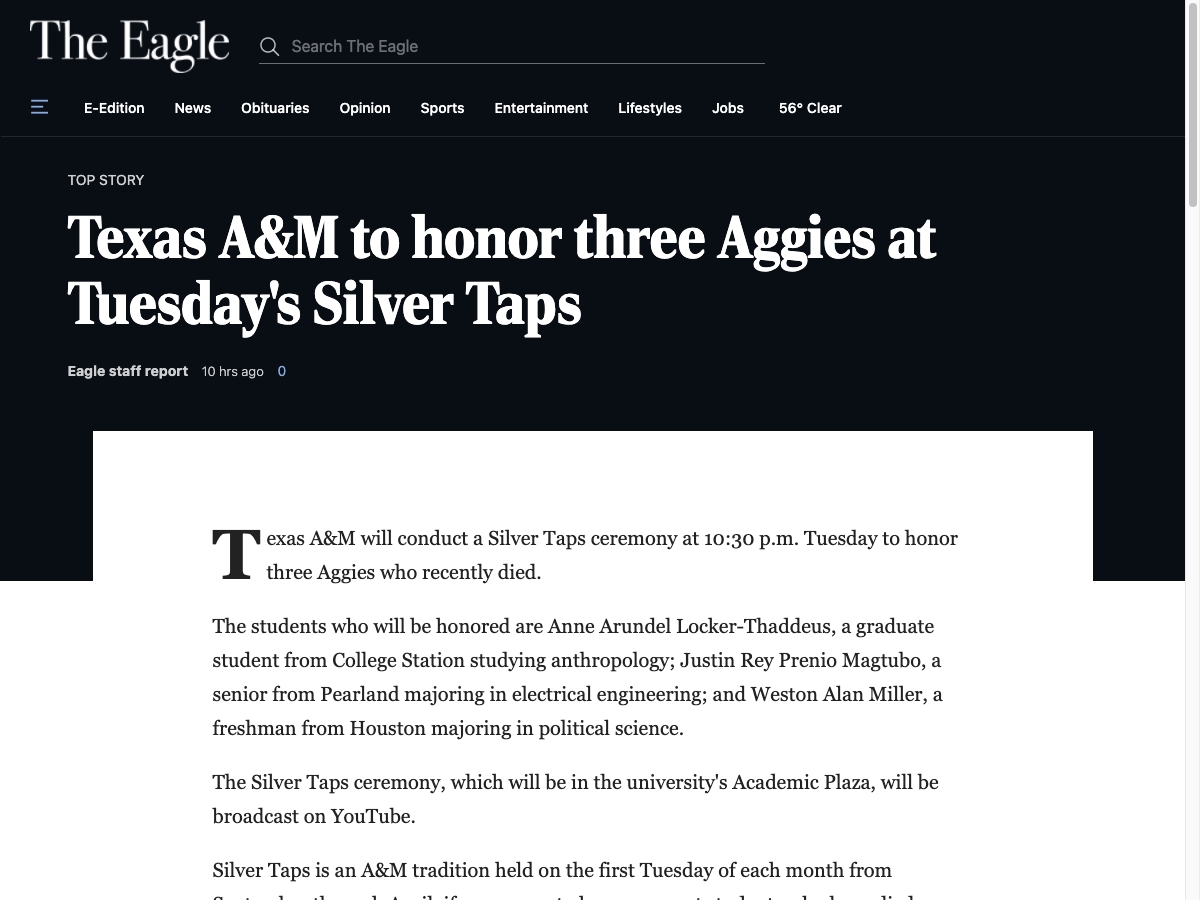 The Eagle
Search The Eagle
E-Edition News Obituaries Opinion Sports Entertainment Lifestyles Jobs 56° Clear
TOP STORY
Texas A&M to honor three Aggies at
Tuesday's Silver Taps
Eagle staff report 10 hrs ago 0
Texas A&M will conduct a Silver Taps ceremony at 10:30 p.m. Tuesday to honor
three Aggies who recently died.
The students who will be honored are Anne Arundel Locker-Thaddeus, a graduate
student from College Station studying anthropology; Justin Rey Prenio Magtubo, a
senior from Pearland majoring in electrical engineering; and Weston Alan Miller, a
freshman from Houston majoring in political science.
The Silver Taps ceremony, which will be in the university's Academic Plaza, will be
broadcast on YouTube.
Silver Taps is an A&M tradition held on the first Tuesday of each month from